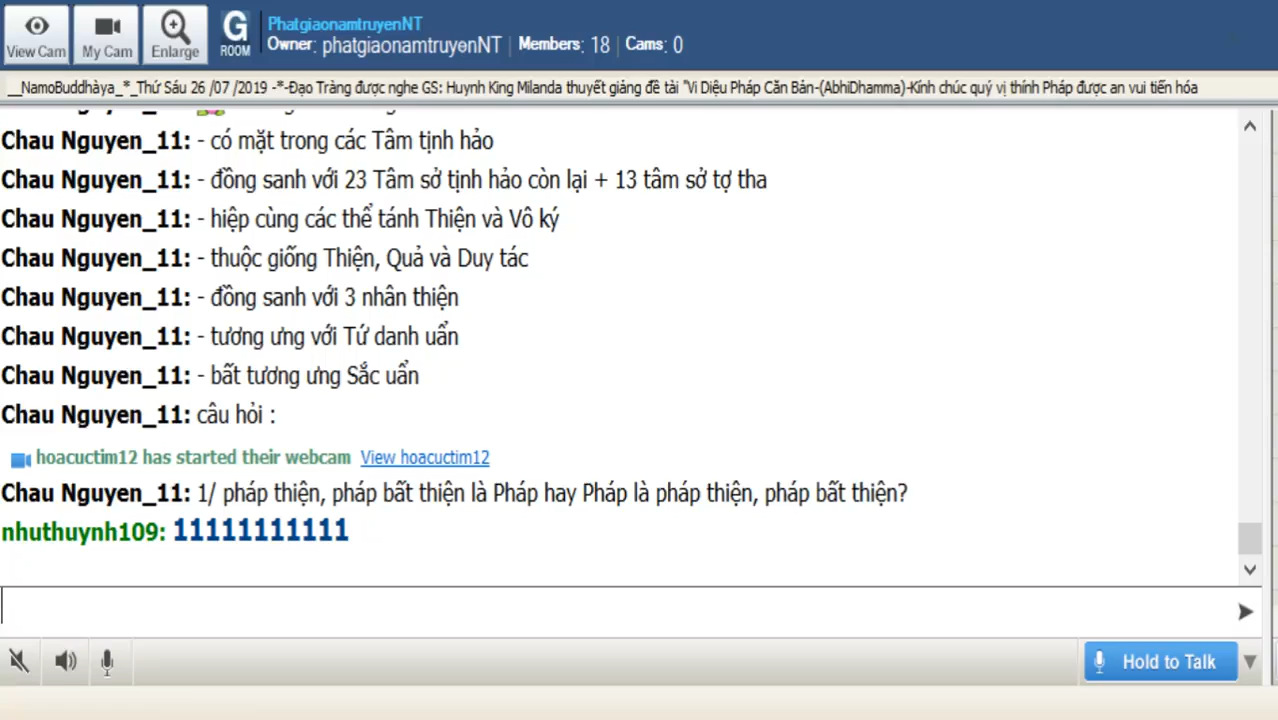 PhatgiaonamtruyenNT
Owner: phatgiaonamtruyenNT | Members: 18 | Cams: 0
View Cam
My Cam
Enlarge
G ROOM
__NamoBuddhàya_*_Thứ Sáu 26 /07 /2019 -*-Đạo Tràng được nghe GS: Huynh King Milanda thuyết giảng đề tài "Vi Diệu Pháp Căn Bản-(AbhiDhamma)-Kính chúc quý vị thính Pháp được an vui tiến hóa
Chau Nguyen_11: - có mặt trong các Tâm tịnh hảo
Chau Nguyen_11: - đồng sanh với 23 Tâm sở tịnh hảo còn lại + 13 tâm sở tợ tha
Chau Nguyen_11: - hiệp cùng các thể tánh Thiện và Vô ký
Chau Nguyen_11: - thuộc giống Thiện, Quả và Duy tác
Chau Nguyen_11: - đồng sanh với 3 nhân thiện
Chau Nguyen_11: - tương ưng với Tứ danh uẩn
Chau Nguyen_11: - bất tương ưng Sắc uẩn
Chau Nguyen_11: câu hỏi :
hoacuctim12 has started their webcam View hoacuctim12
Chau Nguyen_11: 1/ pháp thiện, pháp bất thiện là Pháp hay Pháp là pháp thiện, pháp bất thiện?
nhuthuynh109: 11111111111
Hold to Talk